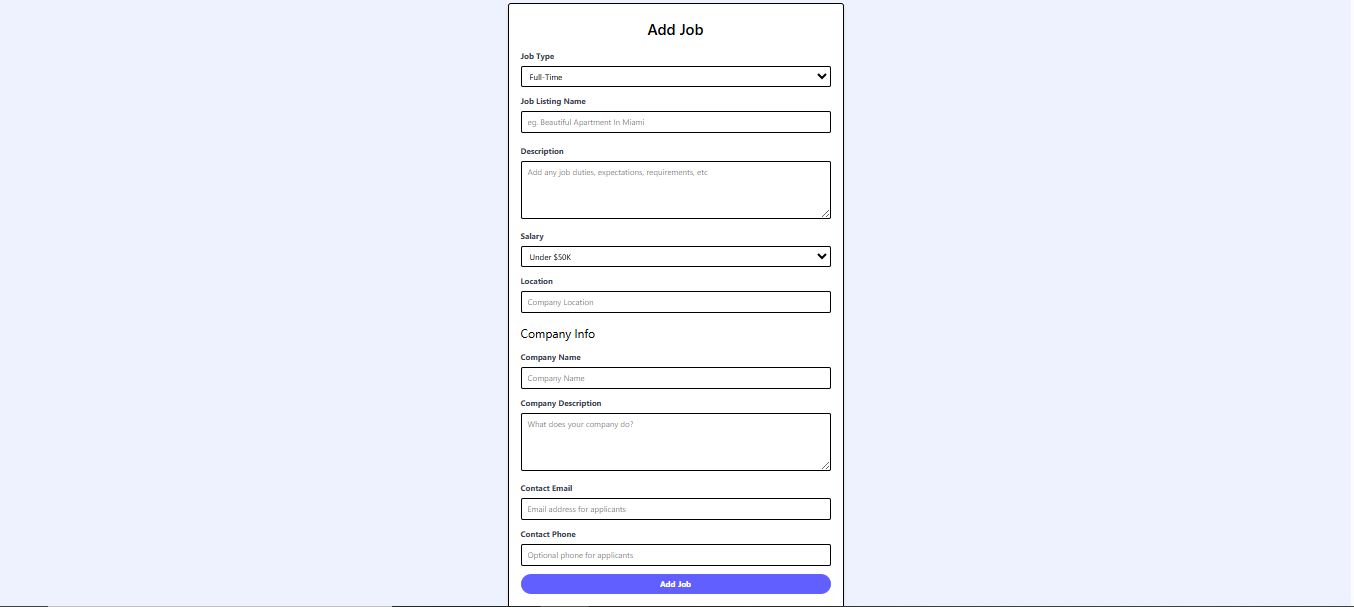 Add Job
Job Type
Full-Time
Job Listing Name
eg. Beautiful Apartment In Miami
Description
Add any job duties, expectations, requirements, etc
Salary
Under $50K
Location
Company Location
Company Info
Company Name
Company Name
Company Description
What does your company do?
Contact Email
Email address for applicants
Contact Phone
Optional phone for applicants
Add Job